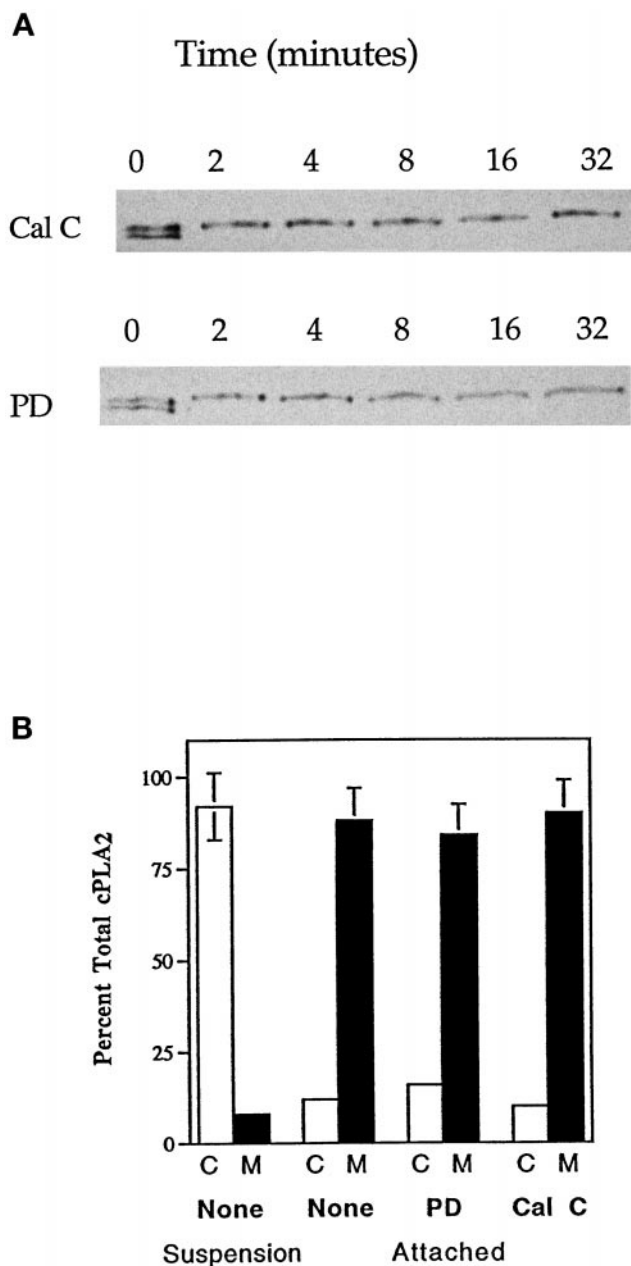 A
Time (minutes)
0 2 4 8 16 32
Cal C
0 2 4 8 16 32
PD
B
Percent Total cPLA2
100
75
50
25
0
C M C M C M C M
None None PD Cal C
Suspension Attached